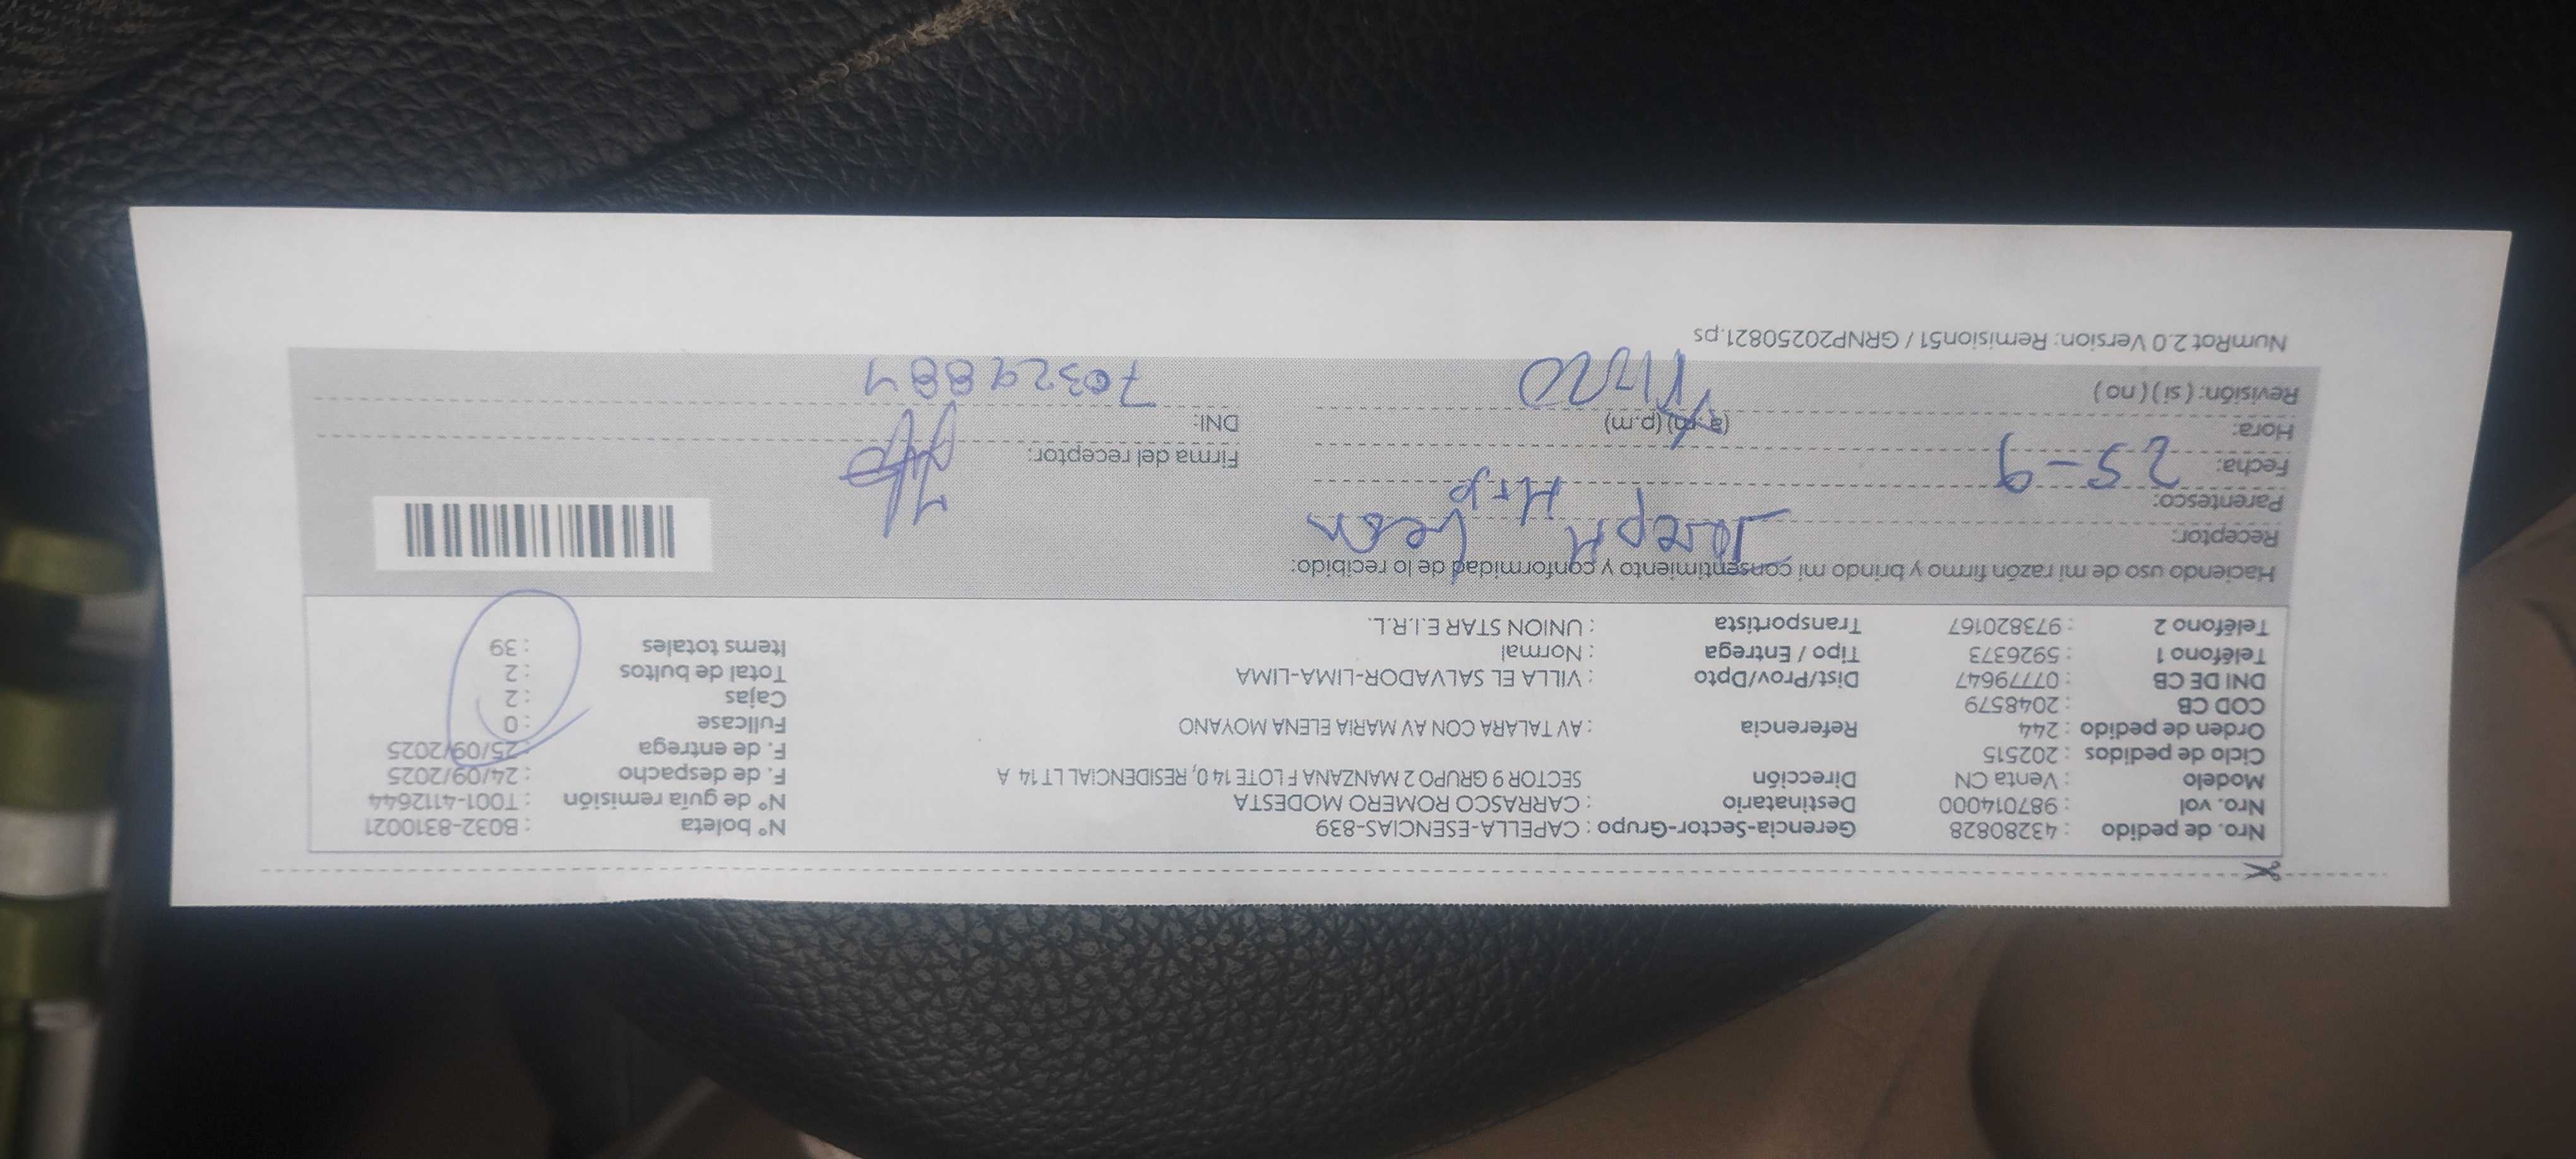 Nro. de pedido : 43280828 Gerencia-Sector-Grupo : CAPELLA-ESENCIAS-839 N° boleta : B032-8310021
Nro. vol : 987014000 Destinatario : CARRASCO ROMERO MODESTA N° de guía remisión : T001-4112644
Modelo : Venta CN Dirección SECTOR 9 GRUPO 2 MANZANA F LOTE 14 0, RESIDENCIAL LT 14 A F. de despacho : 24/09/2025
Ciclo de pedidos : 202515 F. de entrega : 25/09/2025
Orden de pedido : 244 Referencia : AV TALARA CON AV MARIA ELENA MOYANO Fullcase : 0
COD CB : 2048579 Cajas : 2
DNI DE CB : 07779647 Dist/Prov/Dpto : VILLA EL SALVADOR-LIMA-LIMA Total de bultos : 2
Teléfono 1 : 5926373 Tipo / Entrega : Normal Items totales : 39
Teléfono 2 : 973820167 Transportista : UNION STAR E.I.R.L.
Haciendo uso de mi razón firmo y brindo mi consentimiento y conformidad de lo recibido:
Receptor: Joseph Leon
Parentesco: Hijo
Fecha: 25-9 Firma del receptor:
Hora: (a.m) (p.m) DNI: 70329884
Revisión: ( si ) ( no )
NumRot 2.0 Version: Remision51 / GRNP20250821.ps